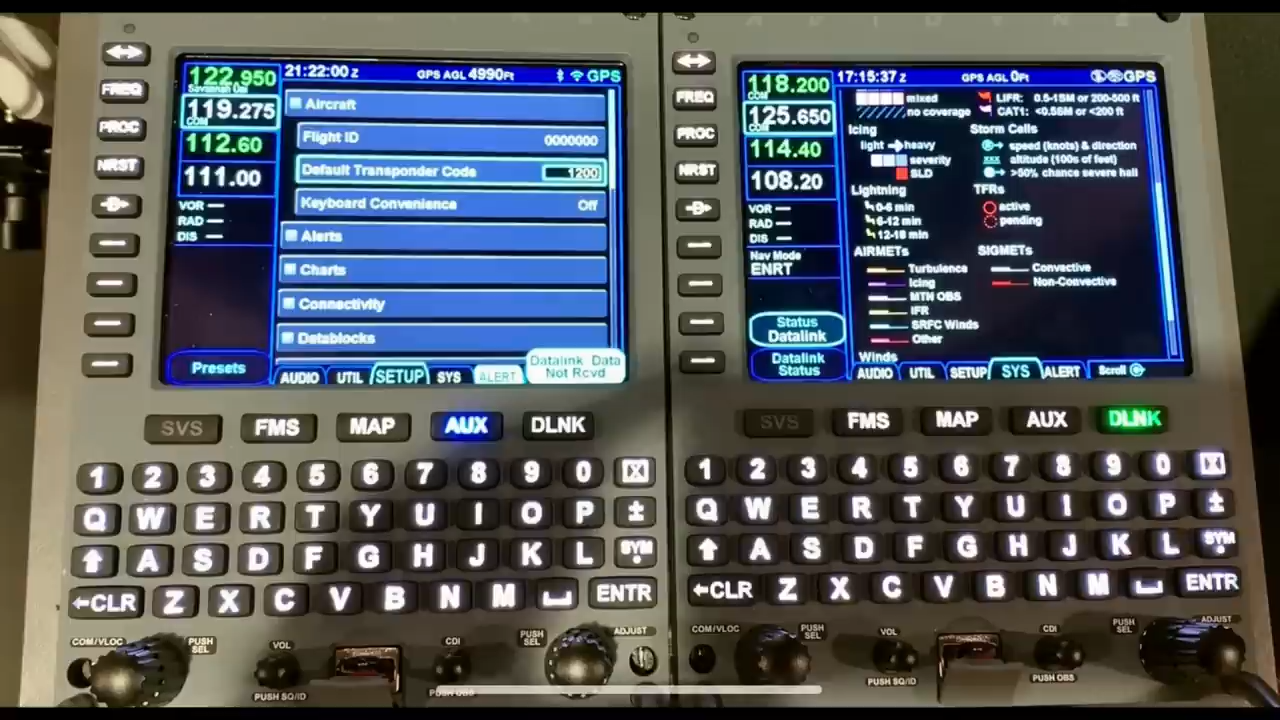 122.950
Savannah Uni
119.275
COM
112.60
111.00
VOR
RAD
DIS
Presets
21:22:00 Z
GPS AGL 4990Ft
GPS
Aircraft
Flight ID 0000000
Default Transponder Code 1200
Keyboard Convenience Off
Alerts
Charts
Connectivity
Datablocks
Datalink Data
Not Rcvd
AUDIO UTIL SETUP SYS ALERT
FREQ
PROC
NRST
D
SVS FMS MAP AUX DLNK
1 2 3 4 5 6 7 8 9 0 X
Q W E R T Y U I O P ±
A S D F G H J K L SYM
←CLR Z X C V B N M ENTR
COM/VLOC
PUSH
SEL
VOL
PUSH SQ/ID
CDI
PUSH OBS
PUSH
SEL
ADJUST
118.200
COM
125.650
COM
114.40
108.20
VOR
RAD
DIS
Nav Mode
ENRT
Status
Datalink
Datalink
Status
17:15:37 Z
GPS AGL 0Ft
GPS
mixed
no coverage
LIFR: 0.5-1SM or 200-500 ft
CAT1: <0.5SM or <200 ft
Icing
light heavy
severity
SLD
Storm Calls
speed (knots) & direction
altitude (100s of feet)
>50% chance severe hail
Lightning
0-6 min
6-12 min
12-18 min
TFRs
active
pending
AIRMETs
Turbulence
Icing
MTN OBS
IFR
SRFC Winds
Other
SIGMETs
Convective
Non-Convective
Winds
AUDIO UTIL SETUP SYS ALERT Scroll
FREQ
PROC
NRST
D
SVS FMS MAP AUX DLNK
1 2 3 4 5 6 7 8 9 0 X
Q W E R T Y U I O P ±
A S D F G H J K L SYM
←CLR Z X C V B N M ENTR
COM/VLOC
PUSH
SEL
VOL
PUSH SQ/ID
CDI
PUSH OBS
PUSH
SEL
ADJUST